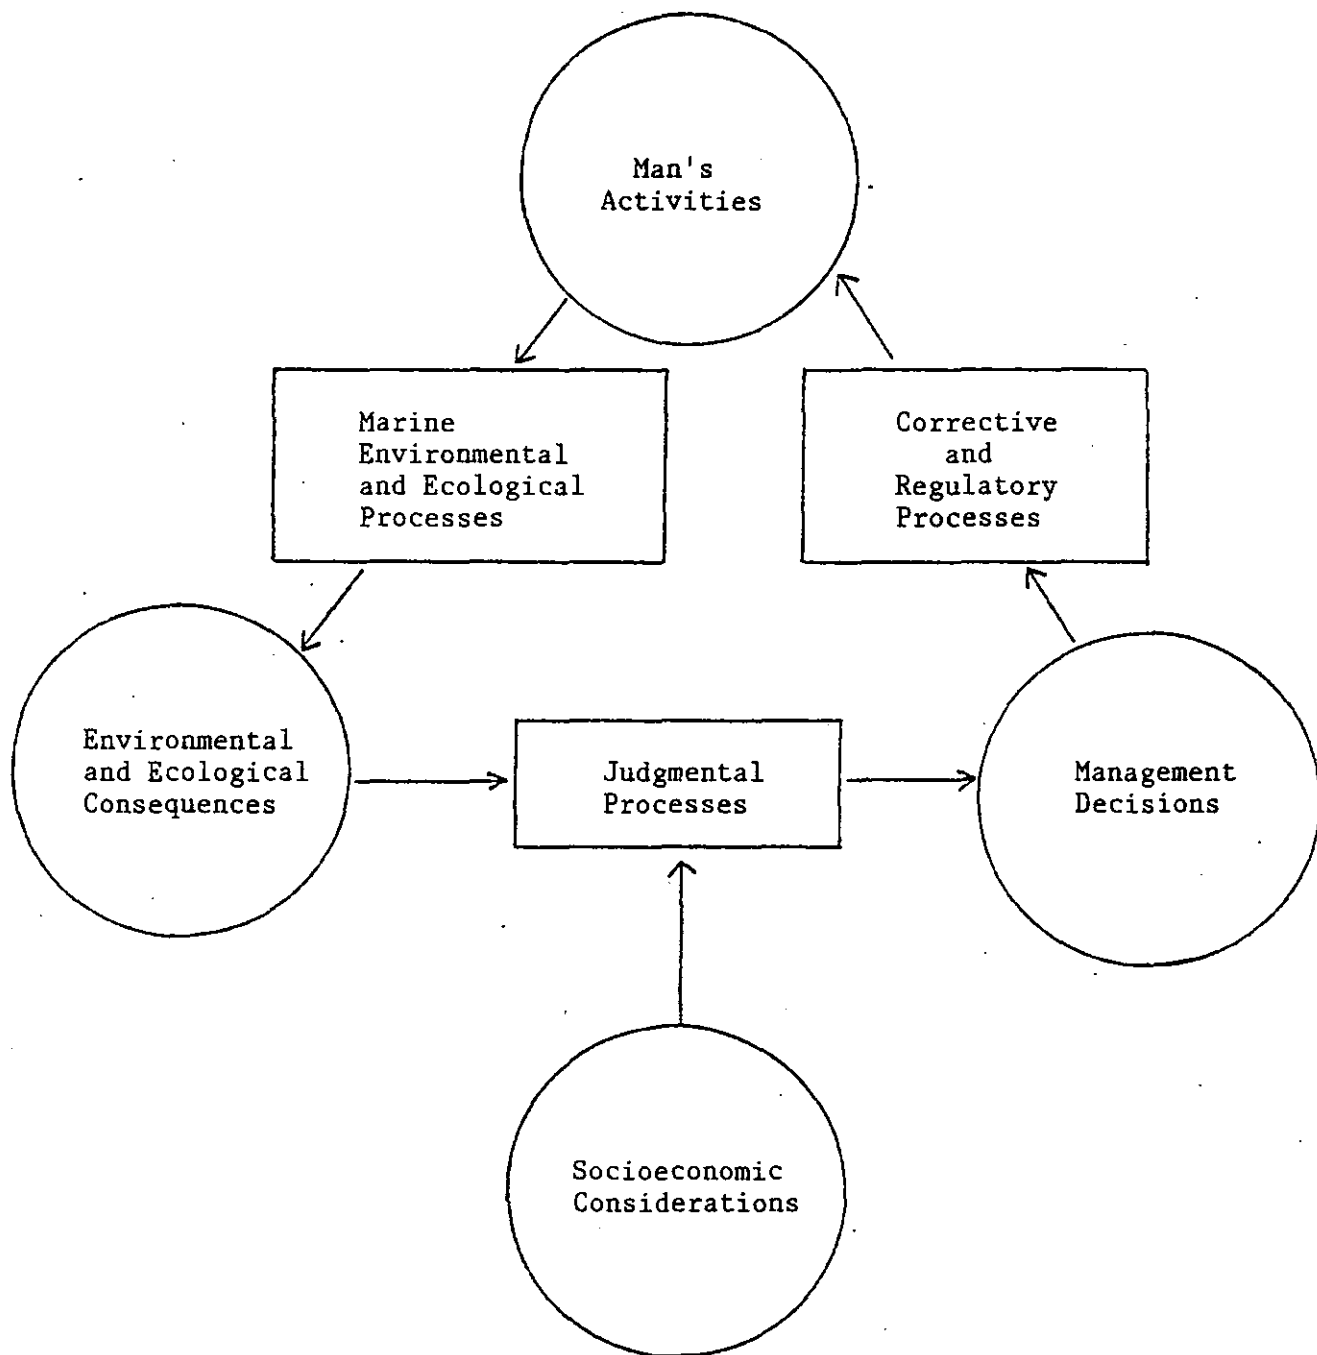 Man's
Activities
Marine
Environmental
and Ecological
Processes
Corrective
and
Regulatory
Processes
Environmental
and Ecological
Consequences
Judgmental
Processes
Management
Decisions
Socioeconomic
Considerations